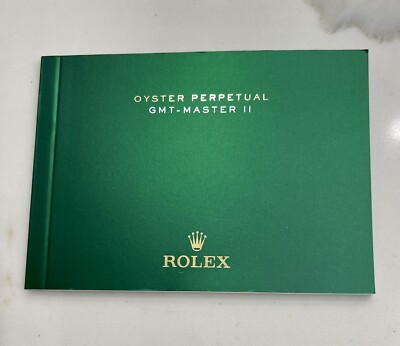 OYSTER PERPETUAL
GMT-MASTER II
ROLEX